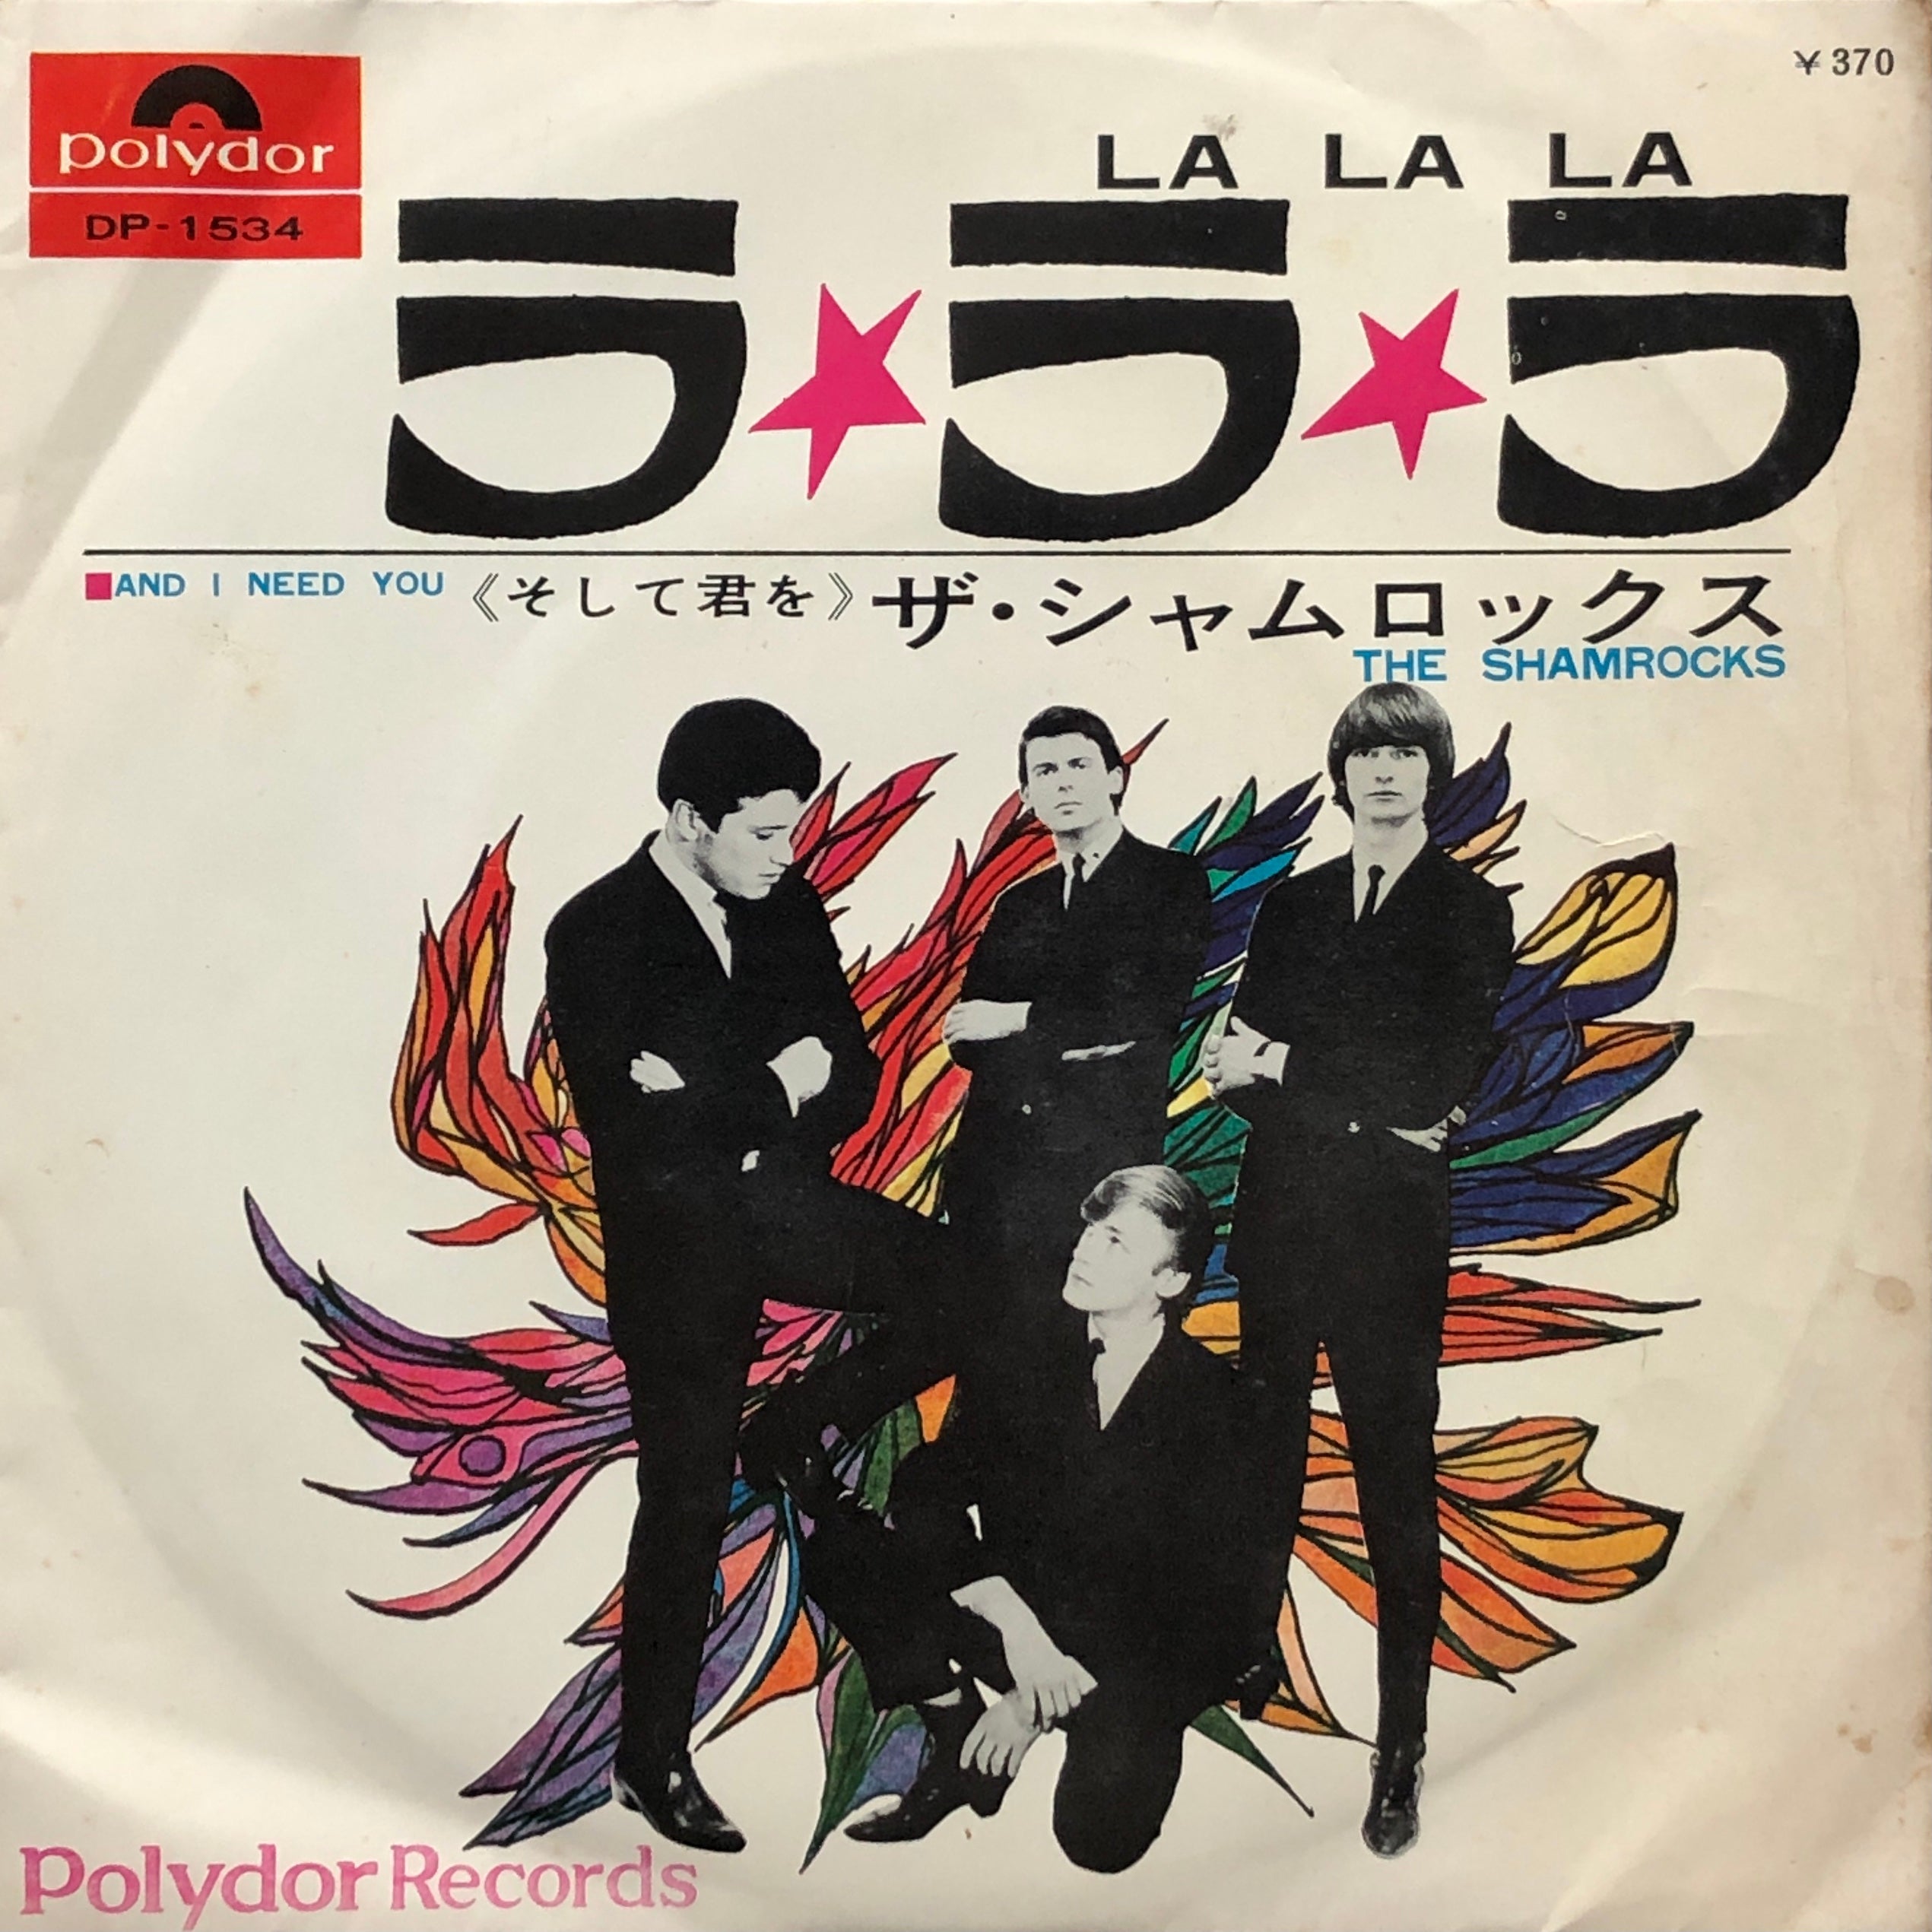 ¥370
polydor
DP-1534
LA LA LA
ラ★ラ★ラ
■AND I NEED YOU 《そして君を》 ザ・シャムロックス
THE SHAMROCKS
Polydor Records